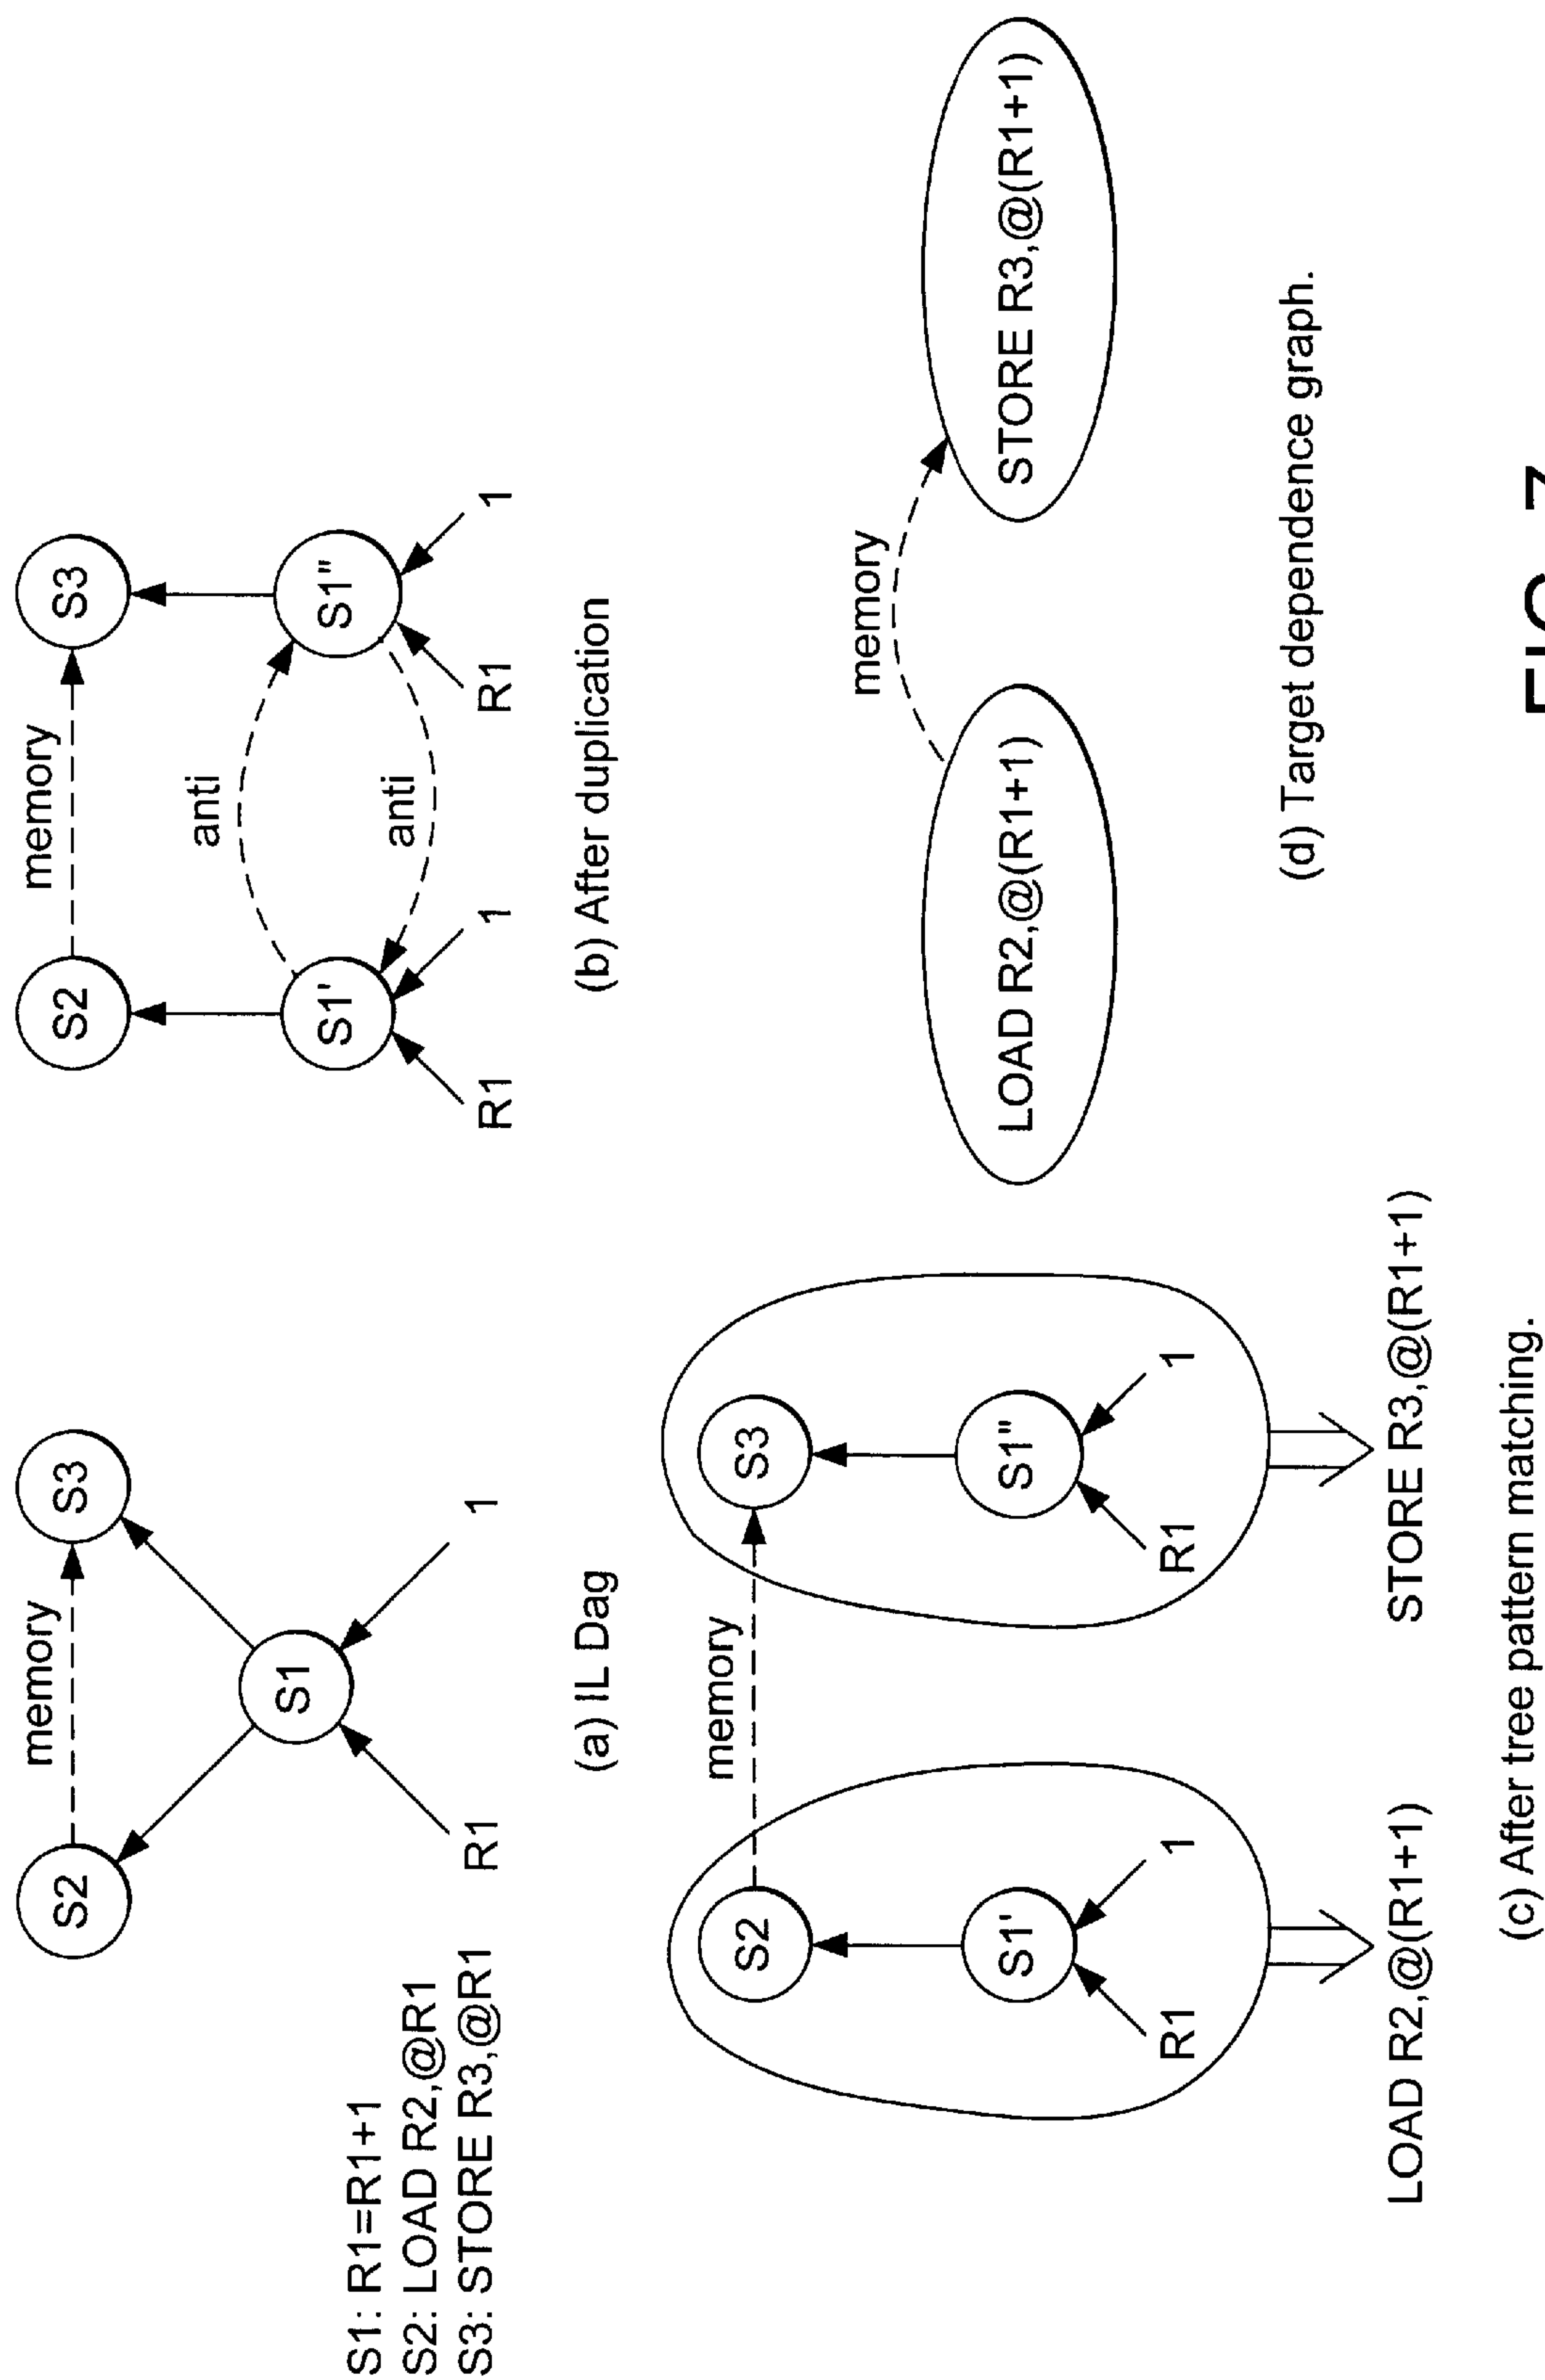 S1: R1=R1+1
S2: LOAD R2,@R1
S3: STORE R3,@R1
memory
S2
S3
S1
R1
1
(a) IL Dag
memory
S2
S3
anti
S1'
S1"
anti
R1
1
R1
1
(b) After duplication
memory
S2
S3
S1'
S1"
R1
1
R1
1
LOAD R2,@(R1+1)
STORE R3,@(R1+1)
(c) After tree pattern matching.
memory
LOAD R2,@(R1+1)
STORE R3,@(R1+1)
(d) Target dependence graph.